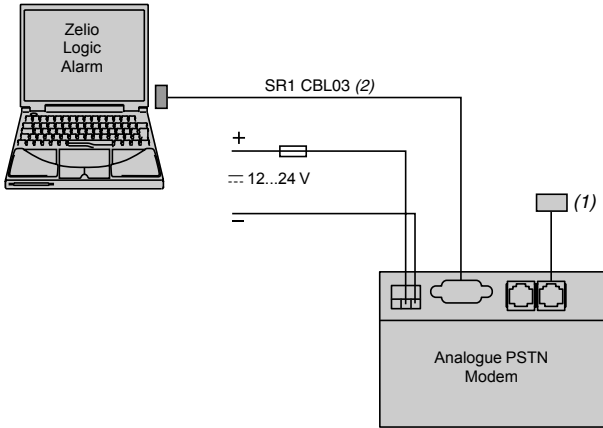 Zelio
Logic
Alarm
SR1 CBL03 (2)
+
12...24 V
–
(1)
Analogue PSTN
Modem